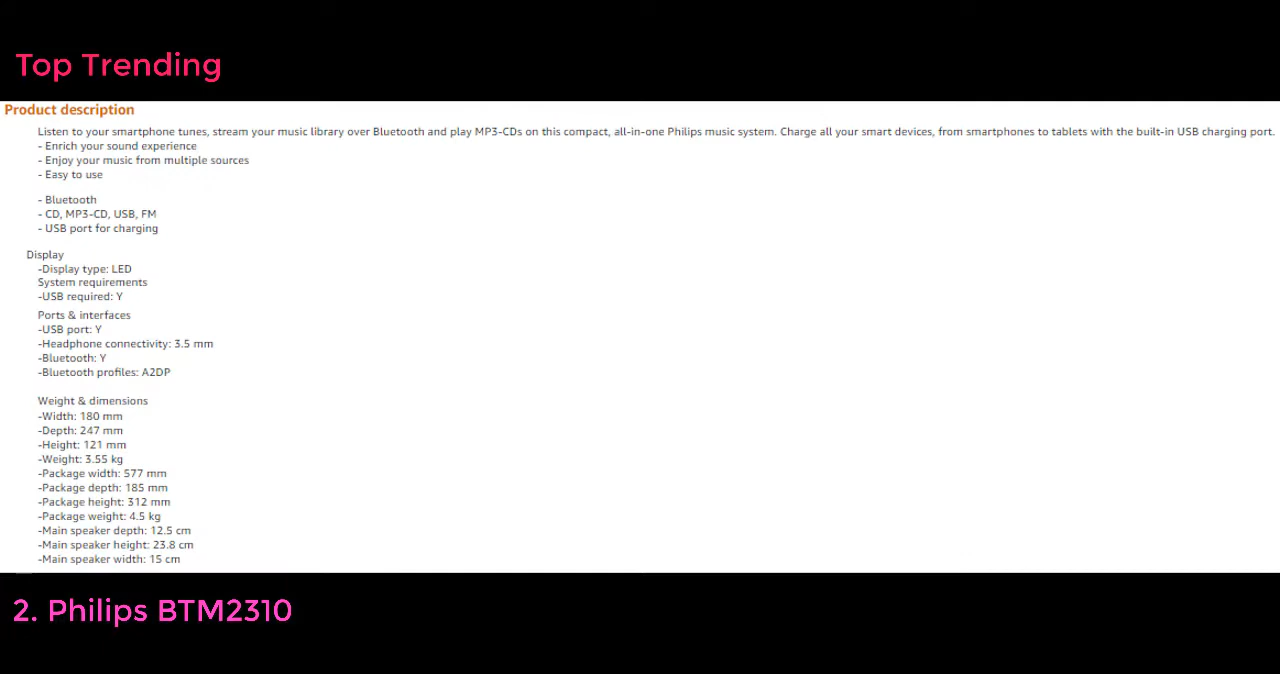 Top Trending
Product description
Listen to your smartphone tunes, stream your music library over Bluetooth and play MP3-CDs on this compact, all-in-one Philips music system. Charge all your smart devices, from smartphones to tablets with the built-in USB charging port.
- Enrich your sound experience
- Enjoy your music from multiple sources
- Easy to use
- Bluetooth
- CD, MP3-CD, USB, FM
- USB port for charging
Display
-Display type: LED
System requirements
-USB required: Y
Ports & interfaces
-USB port: Y
-Headphone connectivity: 3.5 mm
-Bluetooth: Y
-Bluetooth profiles: A2DP
Weight & dimensions
-Width: 180 mm
-Depth: 247 mm
-Height: 121 mm
-Weight: 3.55 kg
-Package width: 577 mm
-Package depth: 185 mm
-Package height: 312 mm
-Package weight: 4.5 kg
-Main speaker depth: 12.5 cm
-Main speaker height: 23.8 cm
-Main speaker width: 15 cm
2. Philips BTM2310